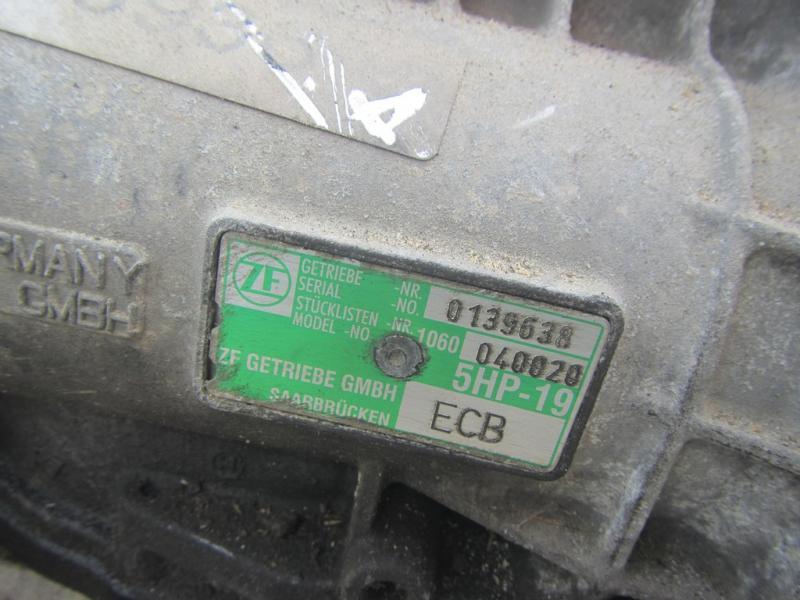 RMANY
GMBH
ZF
GETRIEBE -NR.
SERIAL -NO. 0139638
STÜCKLISTEN -NR.
MODEL -NO. 1060 040020
5HP-19
ZF GETRIEBE GMBH
SAARBRÜCKEN ECB